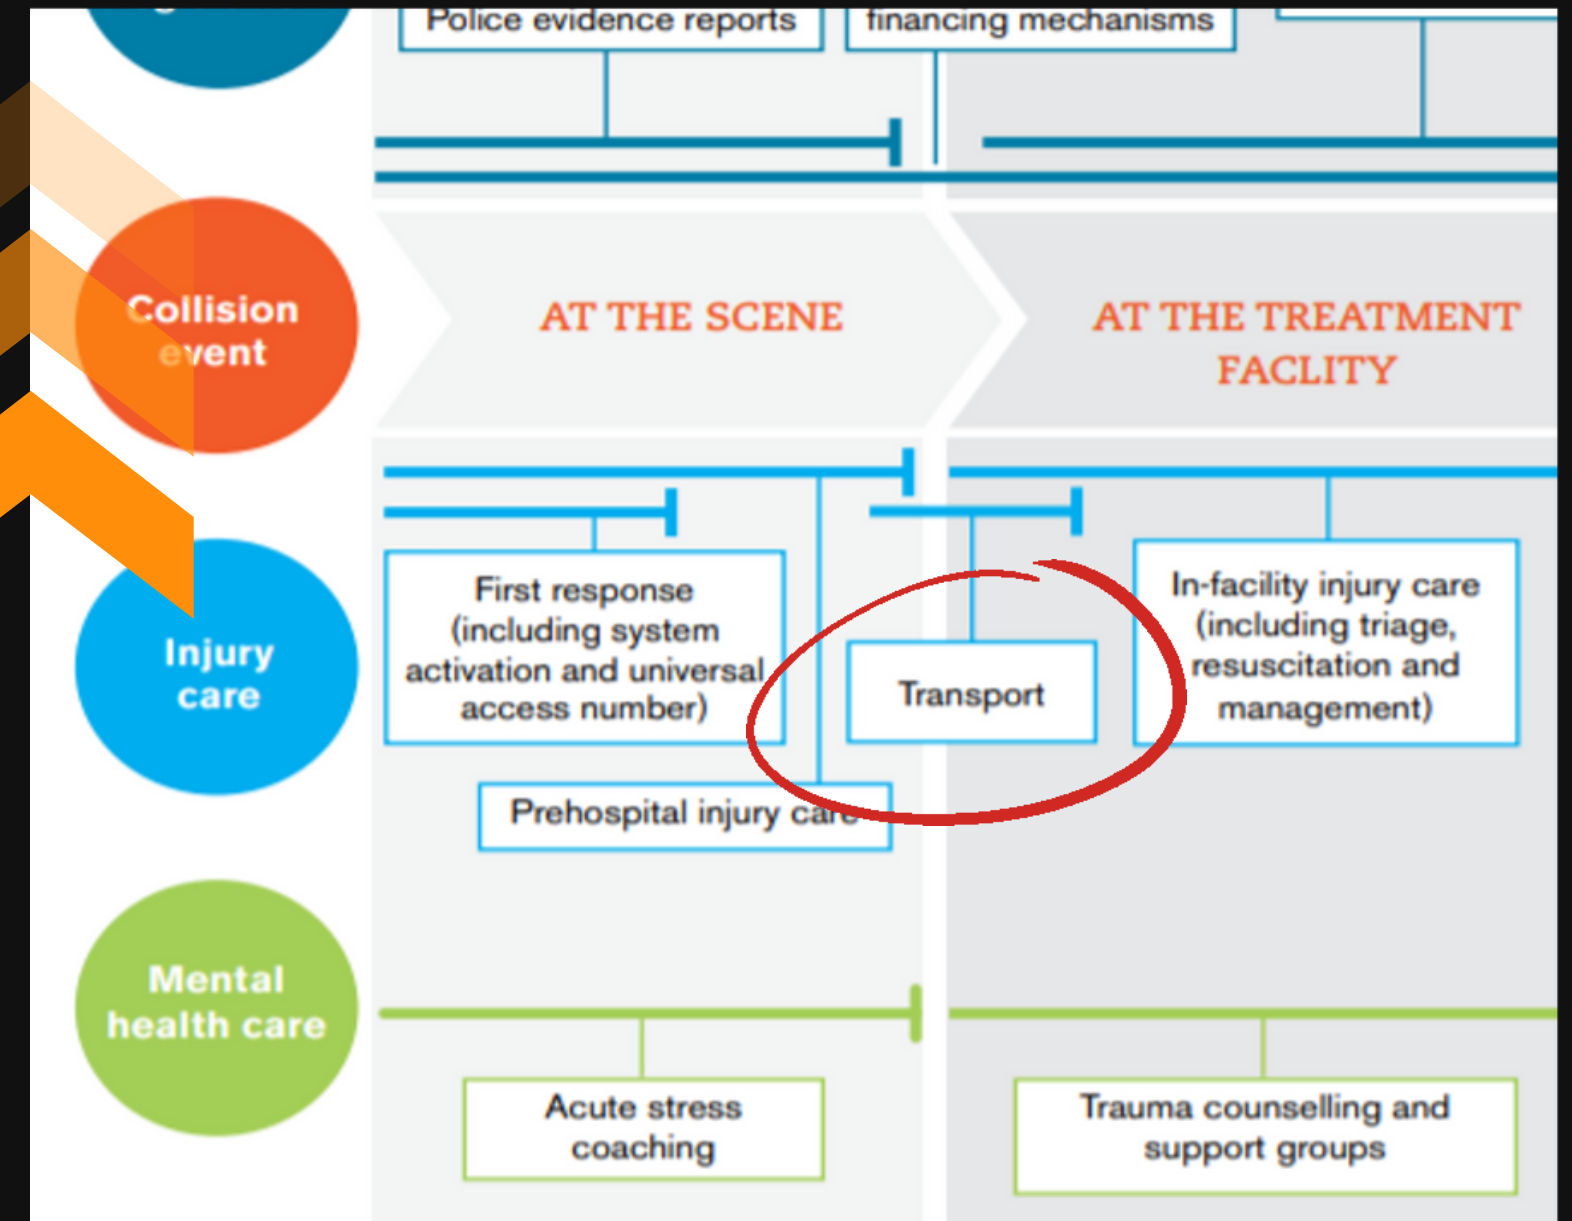 Police evidence reports
financing mechanisms
Collision
event
AT THE SCENE
AT THE TREATMENT
FACLITY
Injury
care
First response
(including system
activation and universal
access number)
Transport
In-facility injury care
(including triage,
resuscitation and
management)
Prehospital injury care
Mental
health care
Acute stress
coaching
Trauma counselling and
support groups